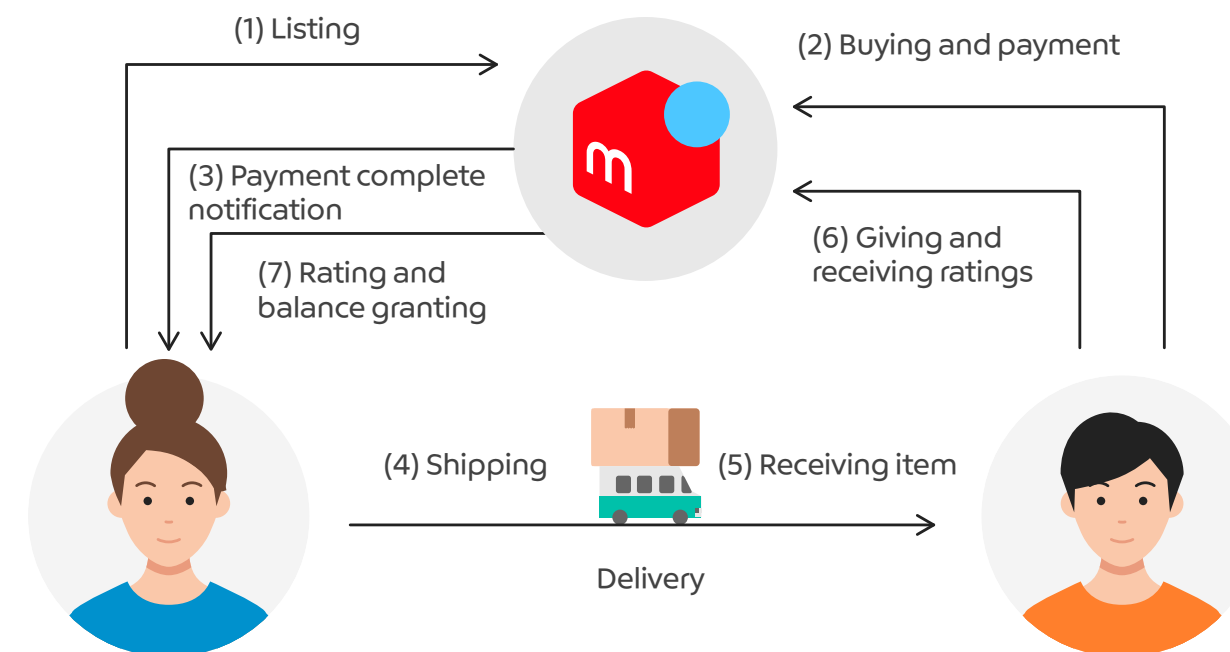 (1) Listing
(2) Buying and payment
m
(3) Payment complete
notification
(6) Giving and
receiving ratings
(7) Rating and
balance granting
(4) Shipping
(5) Receiving item
Delivery